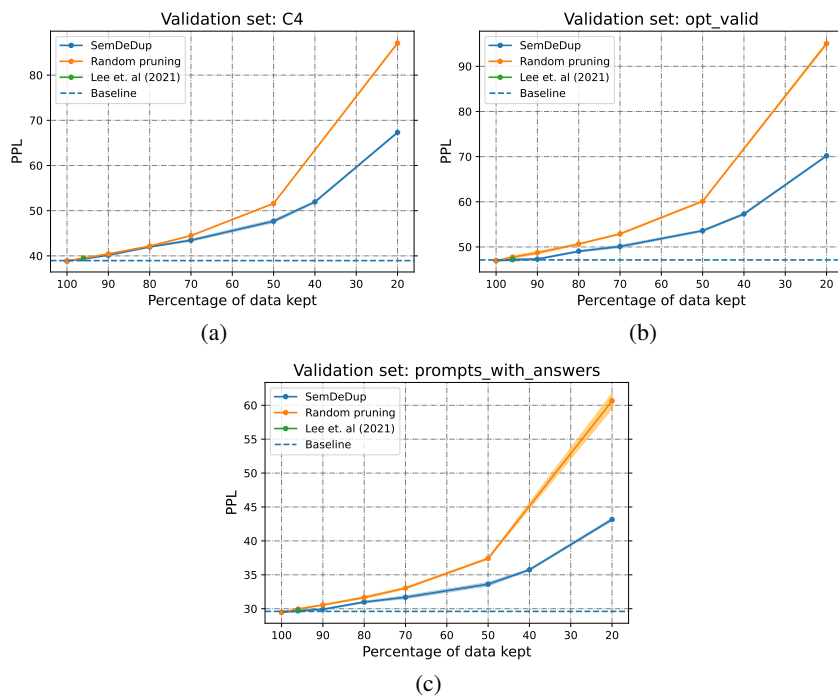 Validation set: C4
SemDeDup
Random pruning
Lee et. al (2021)
Baseline
PPL
80
70
60
50
40
100 90 80 70 60 50 40 30 20
Percentage of data kept
(a)
Validation set: opt_valid
SemDeDup
Random pruning
Lee et. al (2021)
Baseline
PPL
90
80
70
60
50
100 90 80 70 60 50 40 30 20
Percentage of data kept
(b)
Validation set: prompts_with_answers
SemDeDup
Random pruning
Lee et. al (2021)
Baseline
PPL
60
55
50
45
40
35
30
100 90 80 70 60 50 40 30 20
Percentage of data kept
(c)